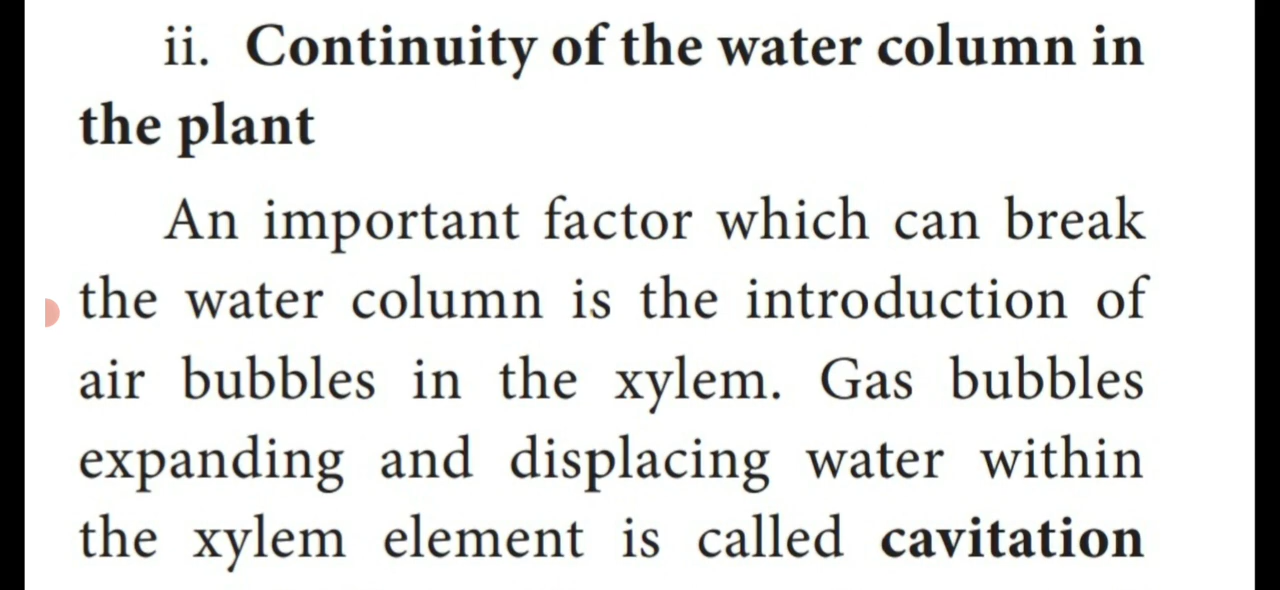 ii. Continuity of the water column in
the plant
An important factor which can break
the water column is the introduction of
air bubbles in the xylem. Gas bubbles
expanding and displacing water within
the xylem element is called cavitation